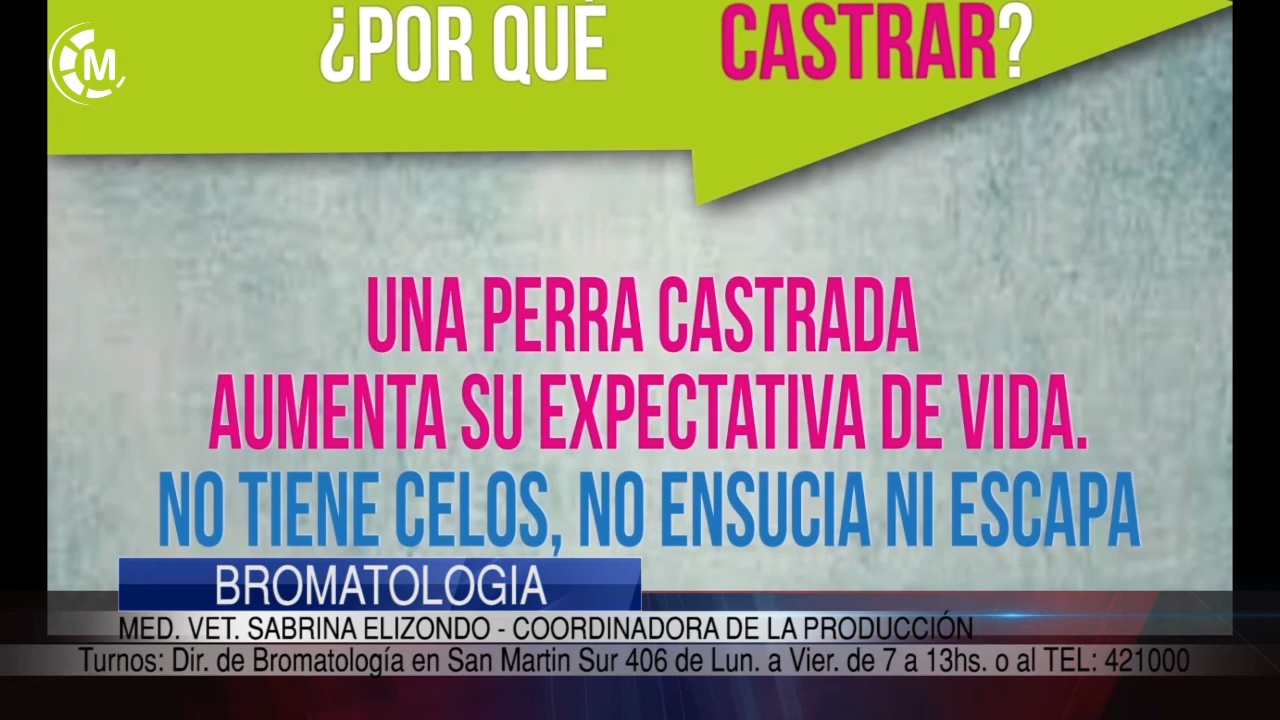 M
¿POR QUÉ CASTRAR?
UNA PERRA CASTRADA
AUMENTA SU EXPECTATIVA DE VIDA.
NO TIENE CELOS, NO ENSUCIA NI ESCAPA
BROMATOLOGIA
MED. VET. SABRINA ELIZONDO - COORDINADORA DE LA PRODUCCIÓN
Turnos: Dir. de Bromatología en San Martin Sur 406 de Lun. a Vier. de 7 a 13hs. o al TEL: 421000